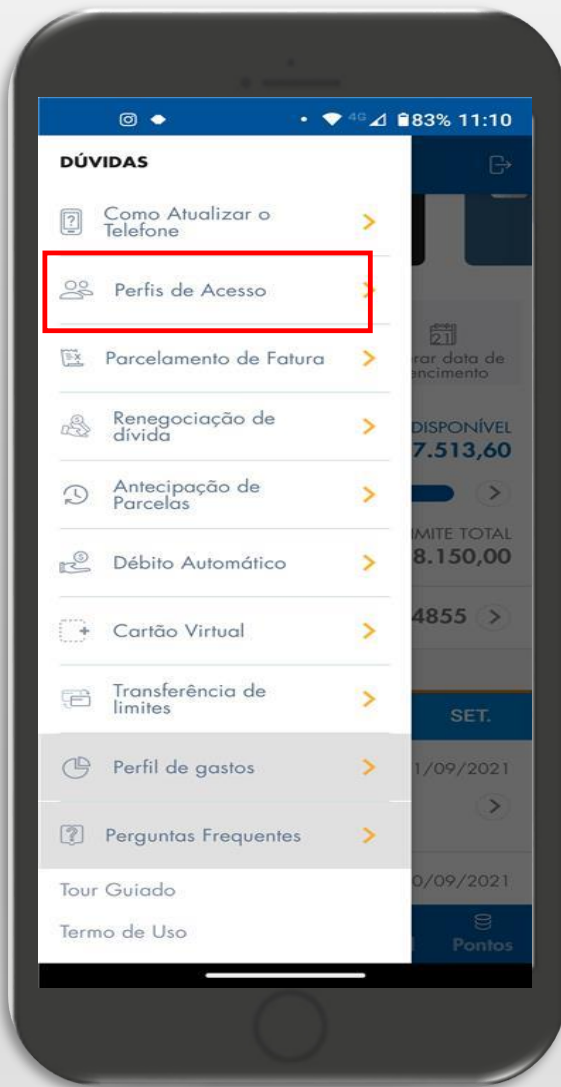 4G 83% 11:10
DÚVIDAS
Como Atualizar o
Telefone
Perfis de Acesso
Parcelamento de Fatura
Renegociação de
dívida
Antecipação de
Parcelas
Débito Automático
Cartão Virtual
Transferência de
limites
Perfil de gastos
Perguntas Frequentes
Tour Guiado
Termo de Uso
21
rar data de
encimento
DISPONÍVEL
7.513,60
IMITE TOTAL
8.150,00
4855
SET.
1/09/2021
0/09/2021
Pontos